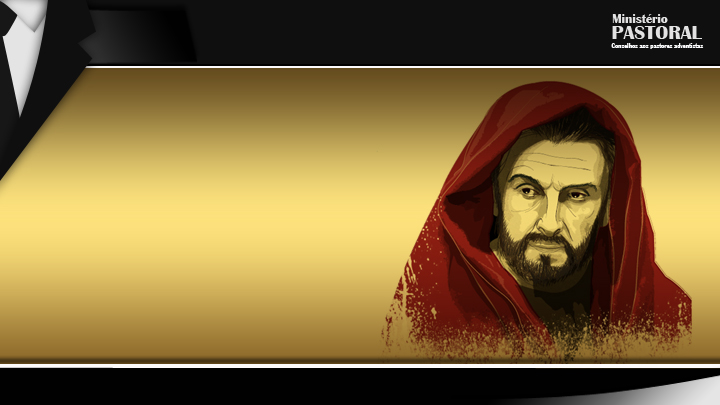 Ministério
PASTORAL
Conselhos aos pastores adventistas